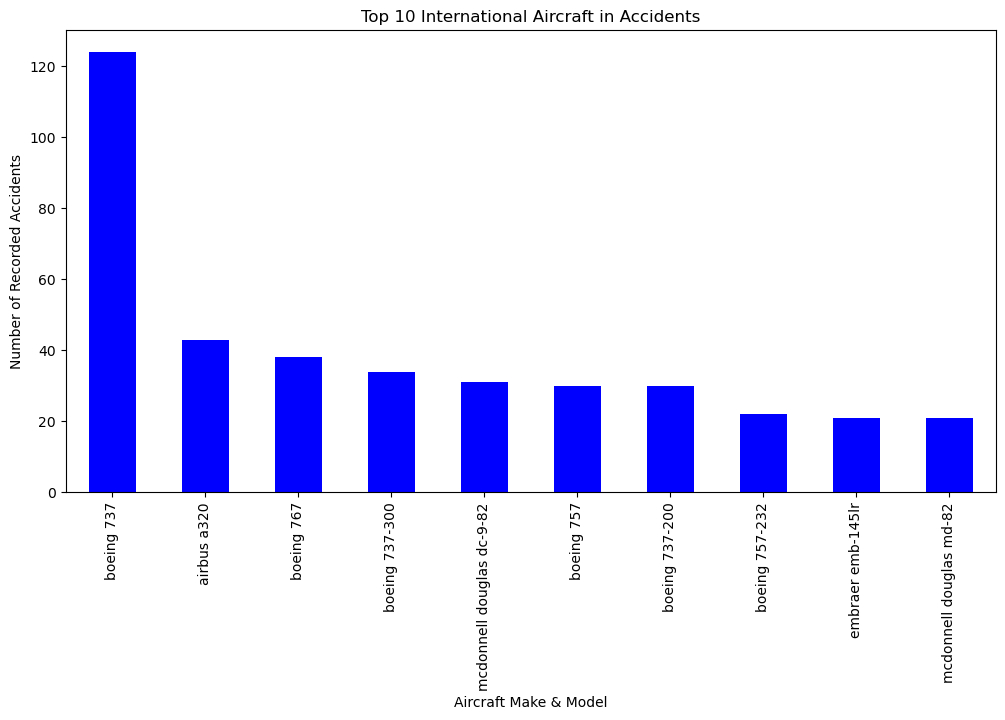 Top 10 International Aircraft in Accidents
Number of Recorded Accidents
120
100
80
60
40
20
0
boeing 737
airbus a320
boeing 767
boeing 737-300
mcdonnell douglas dc-9-82
boeing 757
boeing 737-200
boeing 757-232
embraer emb-145lr
mcdonnell douglas md-82
Aircraft Make & Model